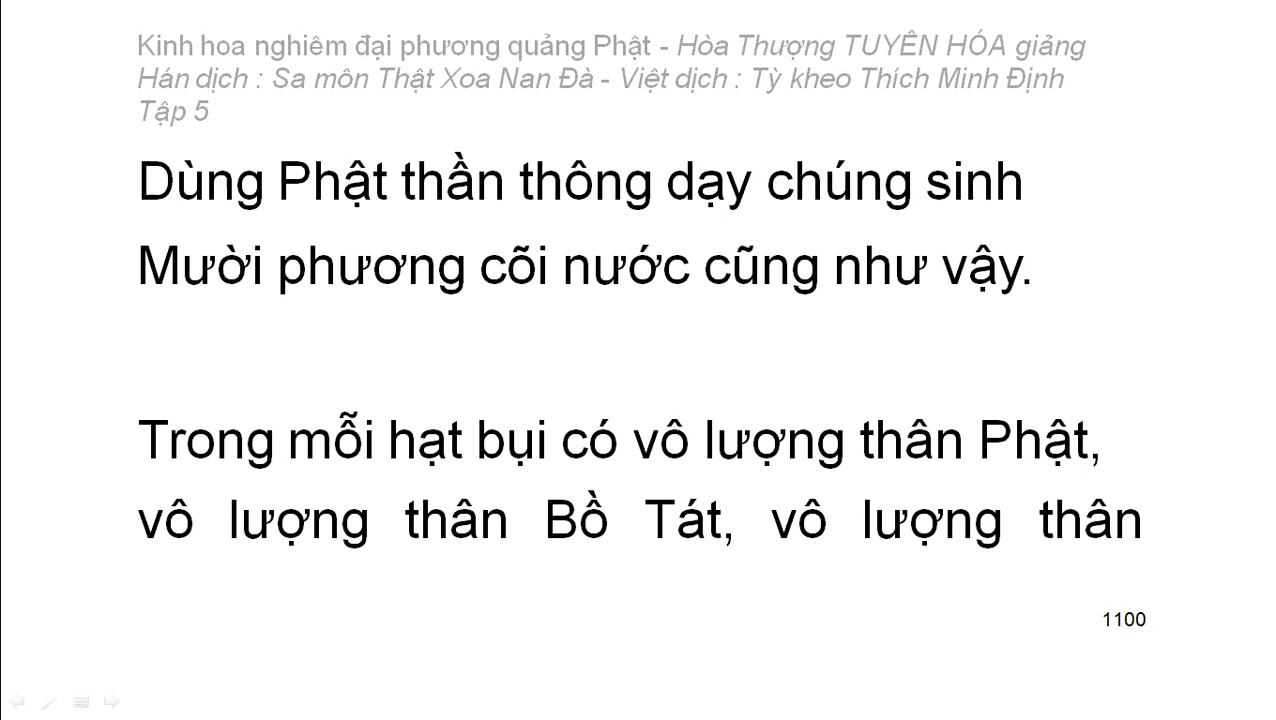 Kinh hoa nghiêm đại phương quảng Phật - Hòa Thượng TUYÊN HÓA giảng
Hán dịch : Sa môn Thật Xoa Nan Đà - Việt dịch : Tỳ kheo Thích Minh Định
Tập 5
Dùng Phật thần thông dạy chúng sinh
Mười phương cõi nước cũng như vậy.
Trong mỗi hạt bụi có vô lượng thân Phật,
vô lượng thân Bồ Tát, vô lượng thân
1100